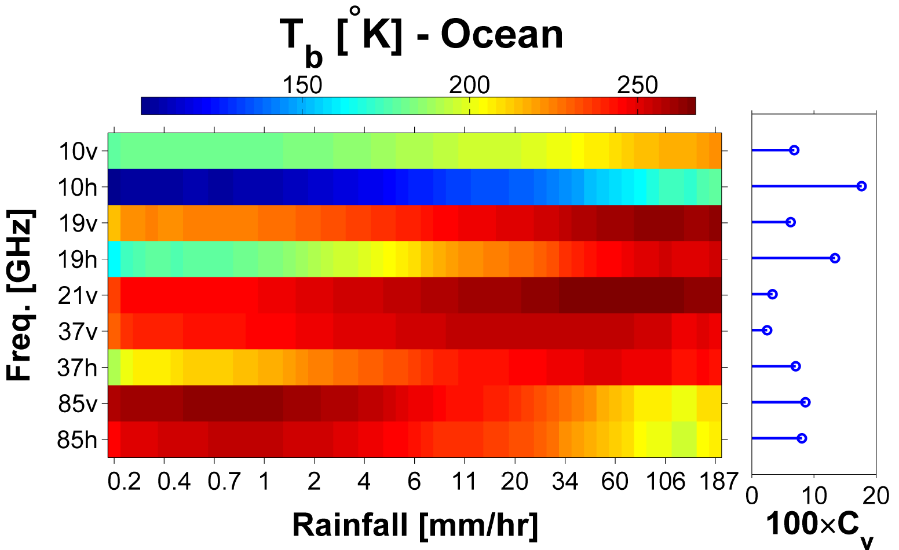 T_b [°K] - Ocean
150 200 250
10v
10h
19v
19h
21v
37v
37h
85v
85h
Freq. [GHz]
0.2 0.4 0.7 1 2 4 6 11 20 34 60 106 187
Rainfall [mm/hr]
0 10 20
100×C_v